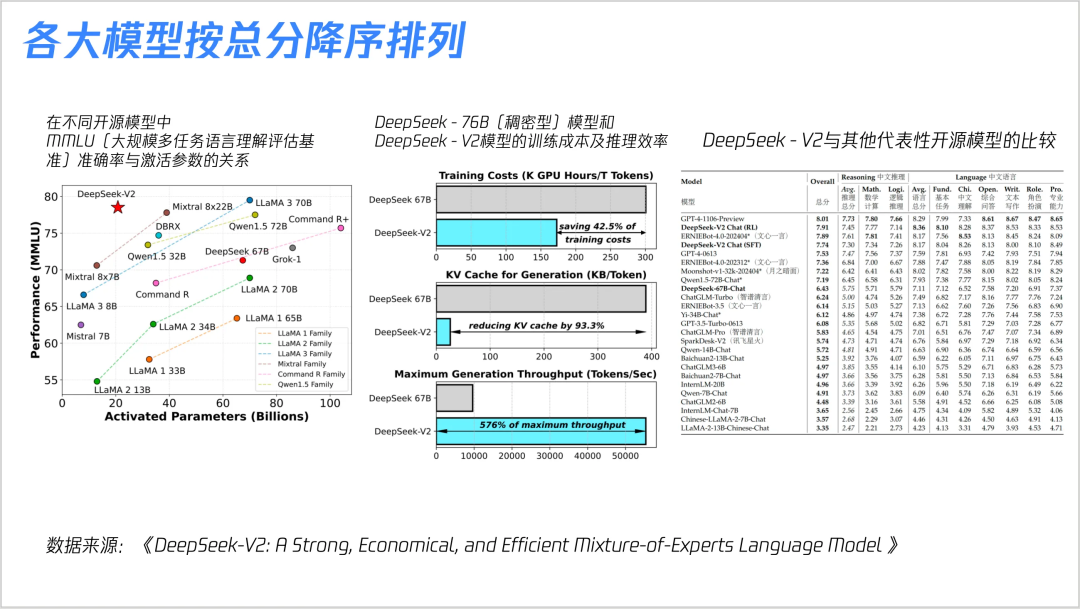 各大模型按总分降序排列
在不同开源模型中
MMLU〔大规模多任务语言理解评估基
准〕准确率与激活参数的关系
DeepSeek - 76B〔稠密型〕模型和
DeepSeek - V2模型的训练成本及推理效率
DeepSeek - V2与其他代表性开源模型的比较
Performance (MMLU)
80
75
70
65
60
55
DeepSeek-V2
Mixtral 8x22B
LLaMA 3 70B
Command R+
DBRX
Qwen1.5 72B
Qwen1.5 32B
DeepSeek 67B
Grok-1
Mixtral 8x7B
Command R
LLaMA 2 70B
LLaMA 3 8B
Mistral 7B
LLaMA 2 34B
LLaMA 1 65B
LLaMA 1 33B
LLaMA 2 13B
LLaMA 1 Family
LLaMA 2 Family
LLaMA 3 Family
Mixtral Family
Command R Family
Qwen1.5 Family
0 20 40 60 80 100
Activated Parameters (Billions)
Training Costs (K GPU Hours/T Tokens)
DeepSeek 67B
DeepSeek-V2
saving 42.5% of
training costs
0 50 100 150 200 250 300
KV Cache for Generation (KB/Token)
DeepSeek 67B
DeepSeek-V2
reducing KV cache by 93.3%
0 100 200 300 400
Maximum Generation Throughput (Tokens/Sec)
DeepSeek 67B
DeepSeek-V2
576% of maximum throughput
0 10000 20000 30000 40000 50000
Model Overall Reasoning 中文推理 Language 中文语言
Avg. Math. Logi. Avg. Fund. Chi. Open. Writ. Role. Pro.
模型 总分 推理总分 数学计算 逻辑推理 语言总分 基本任务 中文理解 综合问答 文本写作 角色扮演 专业能力
GPT-4-1106-Preview 8.01 7.73 7.80 7.66 8.29 7.99 7.33 8.61 8.67 8.47 8.65
DeepSeek-V2 Chat (RL) 7.91 7.45 7.77 7.14 8.36 8.10 8.28 8.37 8.53 8.33 8.53
ERNIEBot-4.0-202404*（文心一言） 7.89 7.61 7.81 7.41 8.17 7.56 8.53 8.13 8.45 8.24 8.09
DeepSeek-V2 Chat (SFT) 7.74 7.30 7.34 7.26 8.17 8.04 8.26 8.13 8.00 8.10 8.49
GPT-4-0613 7.53 7.47 7.56 7.37 7.59 7.81 6.93 7.42 7.93 7.51 7.94
ERNIEBot-4.0-202312*（文心一言） 7.36 6.84 7.00 6.67 7.88 7.47 7.88 8.05 8.19 7.84 7.85
Moonshot-v1-32k-202404*（月之暗面） 7.22 6.42 6.41 6.43 8.02 7.82 7.58 8.00 8.22 8.19 8.29
Qwen1.5-72B-Chat* 7.19 6.45 6.58 6.31 7.93 7.38 7.77 8.15 8.02 8.05 8.24
DeepSeek-67B-Chat 6.43 5.75 5.71 5.79 7.11 7.12 6.52 7.58 7.20 6.91 7.37
ChatGLM-Turbo（智谱清言） 6.24 5.00 4.74 5.26 7.49 6.82 7.17 8.16 7.77 7.76 7.24
ERNIEBot-3.5（文心一言） 6.14 5.15 5.03 5.27 7.13 6.62 7.60 7.26 7.56 6.83 6.90
Yi-34B-Chat* 6.12 4.86 4.97 4.74 7.38 6.72 7.28 7.76 7.44 7.58 7.53
GPT-3.5-Turbo-0613 6.08 5.35 5.68 5.02 6.82 6.71 5.81 7.29 7.03 7.28 6.77
ChatGLM-Pro（智谱清言） 5.83 4.65 4.54 4.75 7.01 6.51 6.76 7.47 7.07 7.34 6.89
SparkDesk-V2（讯飞星火） 5.74 4.73 4.71 4.74 6.76 5.84 6.97 7.29 7.18 6.92 6.34
Qwen-14B-Chat 5.72 4.81 4.91 4.71 6.63 6.90 6.36 6.74 6.64 6.59 6.56
Baichuan2-13B-Chat 5.25 3.92 3.76 4.07 6.59 6.22 6.05 7.11 6.97 6.75 6.43
ChatGLM3-6B 4.97 3.85 3.55 4.14 6.10 5.75 5.29 6.71 6.83 6.28 5.73
Baichuan2-7B-Chat 4.97 3.66 3.56 3.75 6.28 5.81 5.50 7.13 6.84 6.53 5.84
InternLM-20B 4.96 3.66 3.39 3.92 6.26 5.96 5.50 7.18 6.19 6.49 6.22
Qwen-7B-Chat 4.91 3.73 3.62 3.83 6.09 6.40 5.74 6.26 6.31 6.19 5.66
ChatGLM2-6B 4.48 3.39 3.16 3.61 5.58 4.91 4.52 6.66 6.25 6.08 5.08
InternLM-Chat-7B 3.65 2.56 2.45 2.66 4.75 4.34 4.09 5.82 4.89 5.32 4.06
Chinese-LLaMA-2-7B-Chat 3.57 2.68 2.29 3.07 4.46 4.31 4.26 4.50 4.63 4.91 4.13
LLaMA-2-13B-Chinese-Chat 3.35 2.47 2.21 2.73 4.23 4.13 3.31 4.79 3.93 4.53 4.71
数据来源：《DeepSeek-V2: A Strong, Economical, and Efficient Mixture-of-Experts Language Model 》